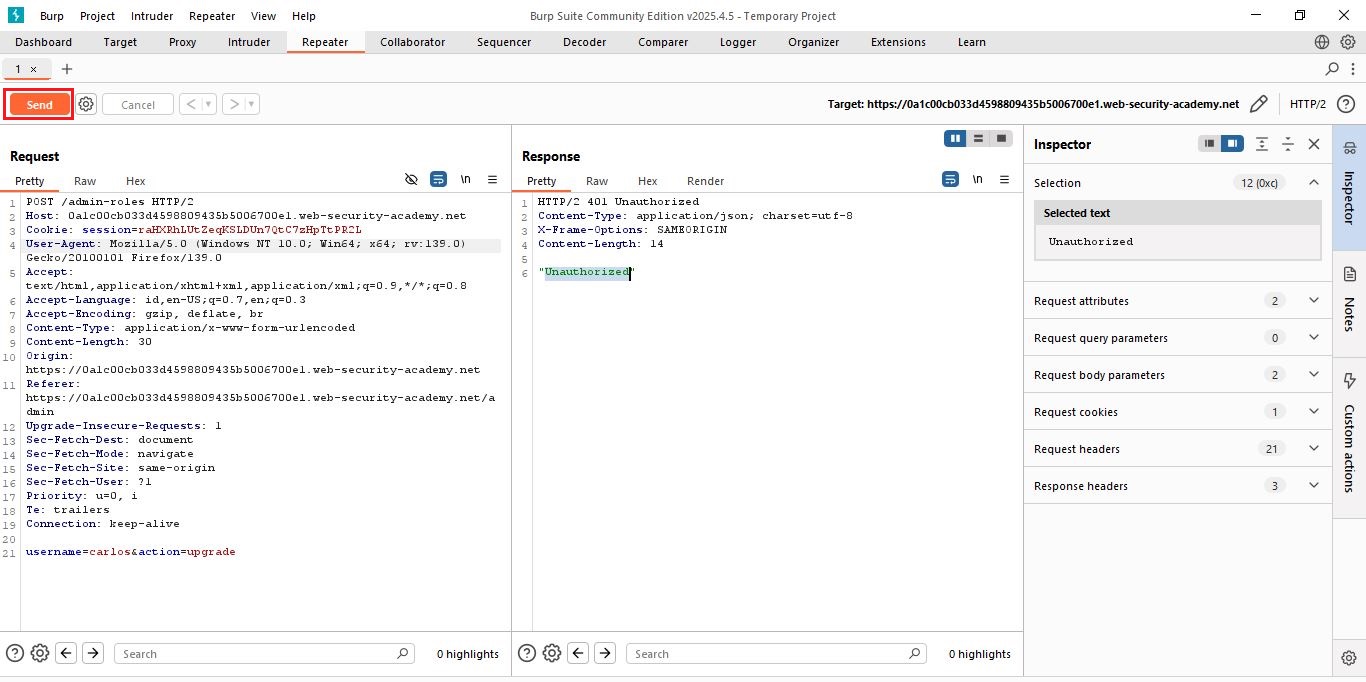 Burp Project Intruder Repeater View Help Burp Suite Community Edition v2025.4.5 - Temporary Project
Dashboard Target Proxy Intruder Repeater Collaborator Sequencer Decoder Comparer Logger Organizer Extensions Learn
1 × +
Send Cancel < > Target: https://0a1c00cb033d4598809435b5006700e1.web-security-academy.net HTTP/2 ?
Request
Pretty Raw Hex \n
1 POST /admin-roles HTTP/2
2 Host: 0a1c00cb033d4598809435b5006700e1.web-security-academy.net
3 Cookie: session=raHXRhLUtZeqKSLDUn7QtC7zHpTtPR2L
4 User-Agent: Mozilla/5.0 (Windows NT 10.0; Win64; x64; rv:139.0)
Gecko/20100101 Firefox/139.0
5 Accept:
text/html,application/xhtml+xml,application/xml;q=0.9,*/*;q=0.8
6 Accept-Language: id,en-US;q=0.7,en;q=0.3
7 Accept-Encoding: gzip, deflate, br
8 Content-Type: application/x-www-form-urlencoded
9 Content-Length: 30
10 Origin:
https://0a1c00cb033d4598809435b5006700e1.web-security-academy.net
11 Referer:
https://0a1c00cb033d4598809435b5006700e1.web-security-academy.net/a
dmin
12 Upgrade-Insecure-Requests: 1
13 Sec-Fetch-Dest: document
14 Sec-Fetch-Mode: navigate
15 Sec-Fetch-Site: same-origin
16 Sec-Fetch-User: ?1
17 Priority: u=0, i
18 Te: trailers
19 Connection: keep-alive
20
21 username=carlos&action=upgrade
? Search 0 highlights
Response
Pretty Raw Hex Render \n
1 HTTP/2 401 Unauthorized
2 Content-Type: application/json; charset=utf-8
3 X-Frame-Options: SAMEORIGIN
4 Content-Length: 14
5
6 "Unauthorized"
? Search 0 highlights
Inspector
Selection 12 (0xc)
Selected text
Unauthorized
Request attributes 2
Request query parameters 0
Request body parameters 2
Request cookies 1
Request headers 21
Response headers 3
Inspector
Notes
Custom actions